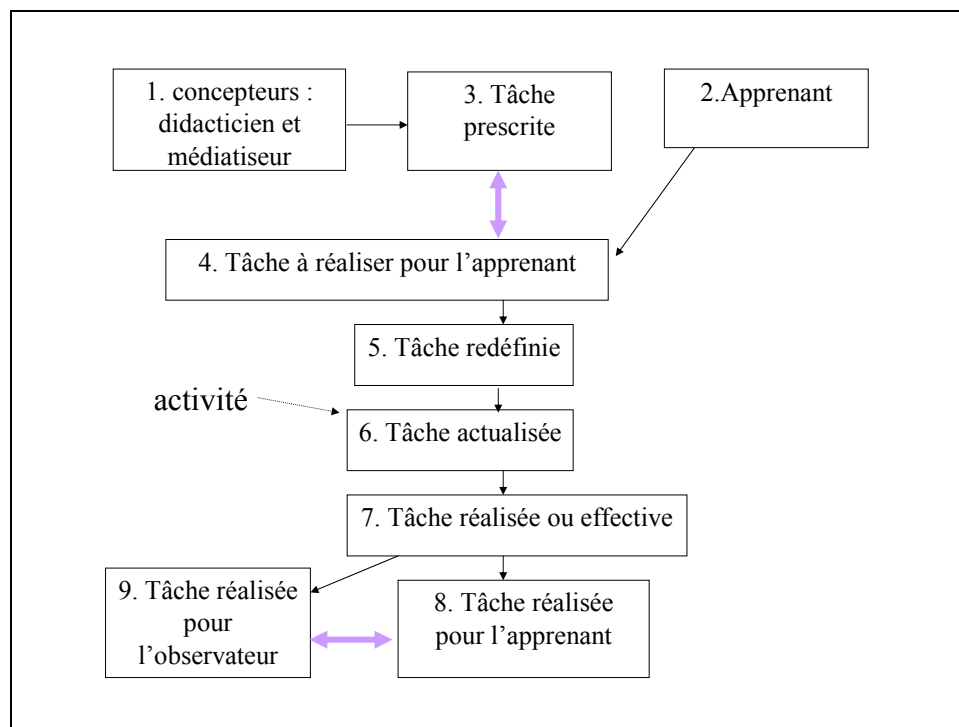 1. concepteurs :
didacticien et
médiatiseur
3. Tâche
prescrite
2.Apprenant
4. Tâche à réaliser pour l’apprenant
5. Tâche redéfinie
activité
6. Tâche actualisée
7. Tâche réalisée ou effective
9. Tâche réalisée
pour
l’observateur
8. Tâche réalisée
pour l’apprenant